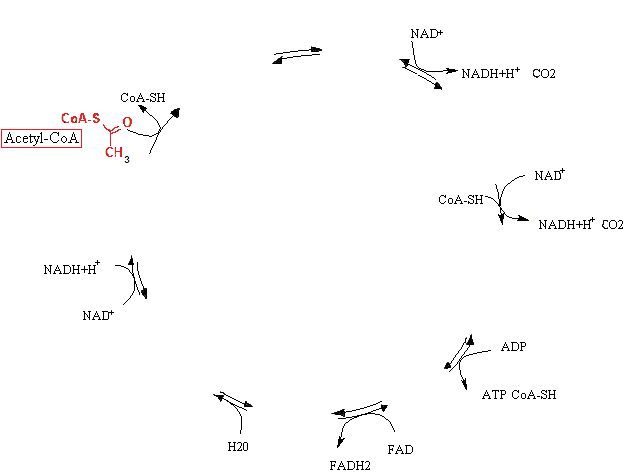 NAD+
NADH+H+ CO2
CoA-SH
CoA-S
O
Acetyl-CoA
CH3
NAD+
CoA-SH
NADH+H+ CO2
NADH+H+
NAD+
ADP
ATP CoA-SH
H20
FAD
FADH2